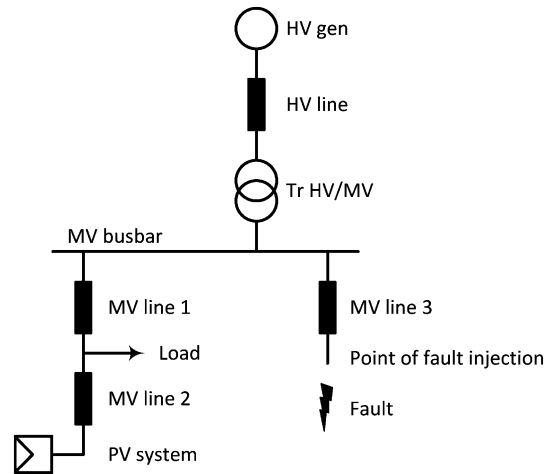 HV gen
HV line
Tr HV/MV
MV busbar
MV line 1
MV line 3
Load
Point of fault injection
MV line 2
Fault
PV system